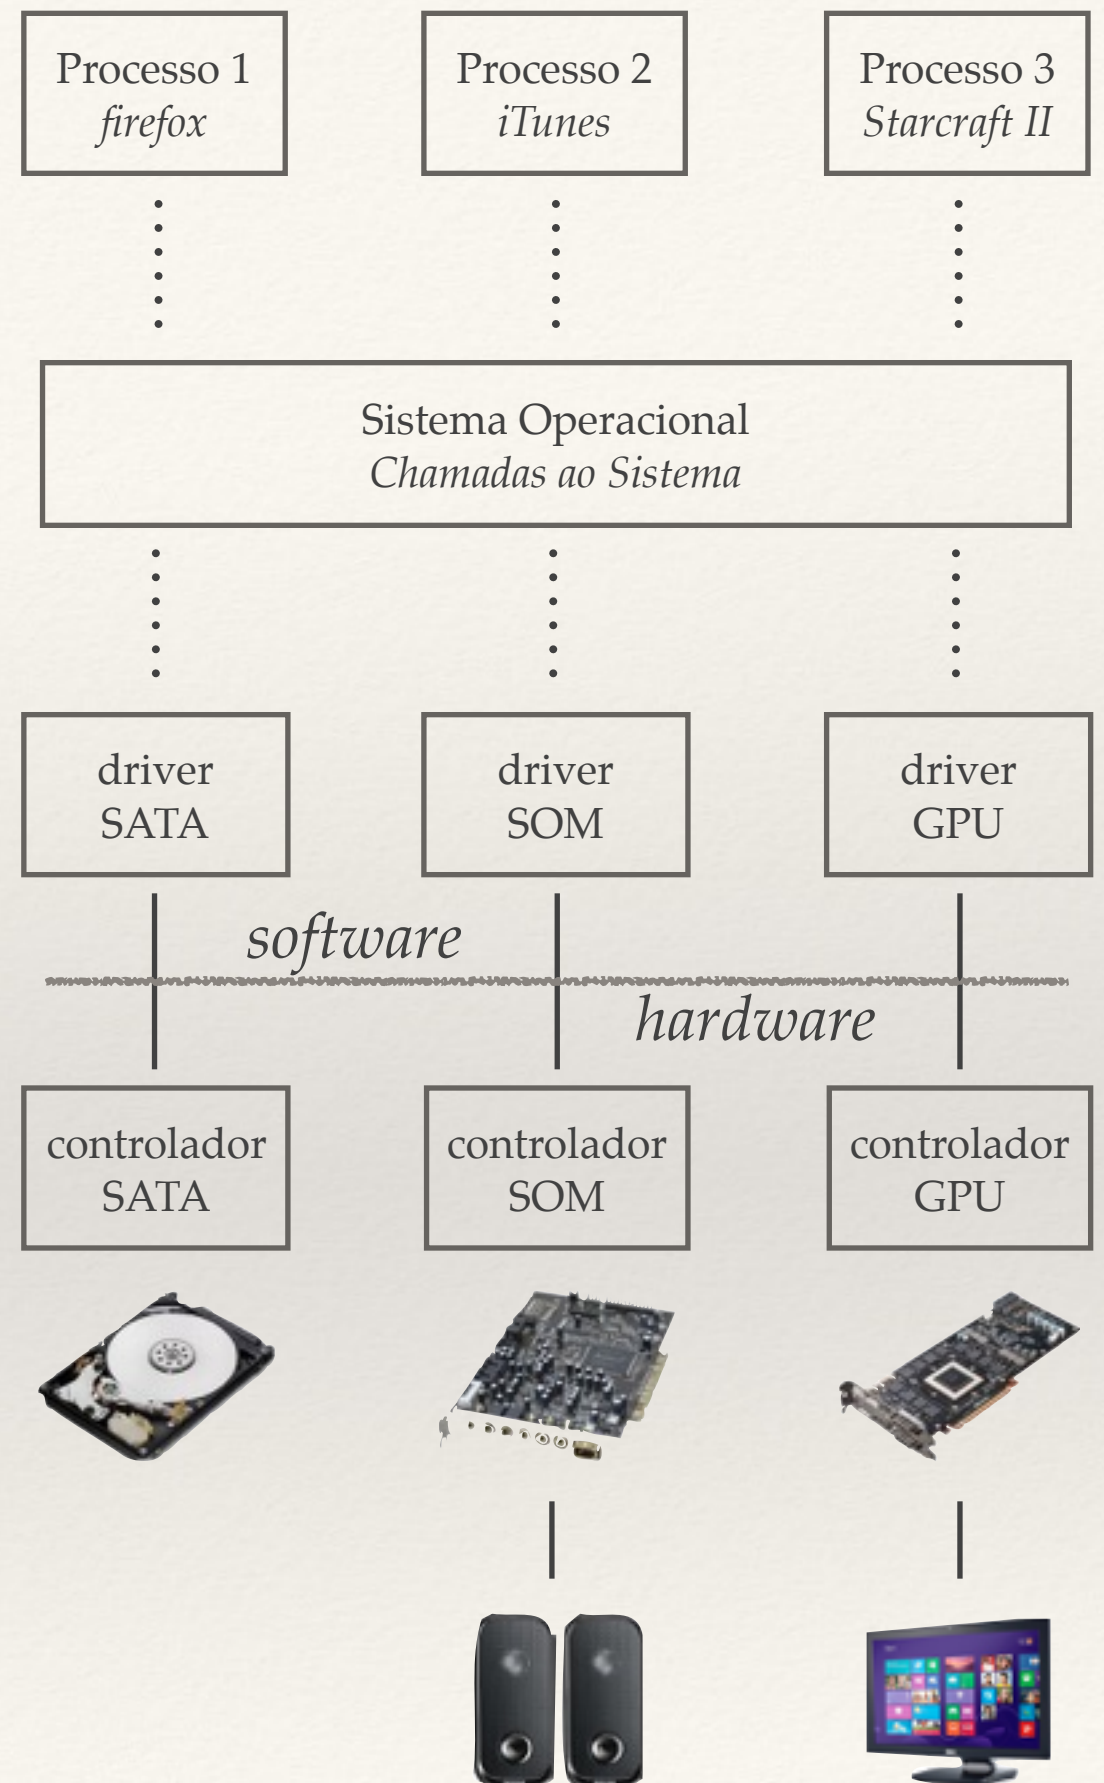 Processo 1
firefox
Processo 2
iTunes
Processo 3
Starcraft II
Sistema Operacional
Chamadas ao Sistema
driver
SATA
driver
SOM
driver
GPU
software
hardware
controlador
SATA
controlador
SOM
controlador
GPU